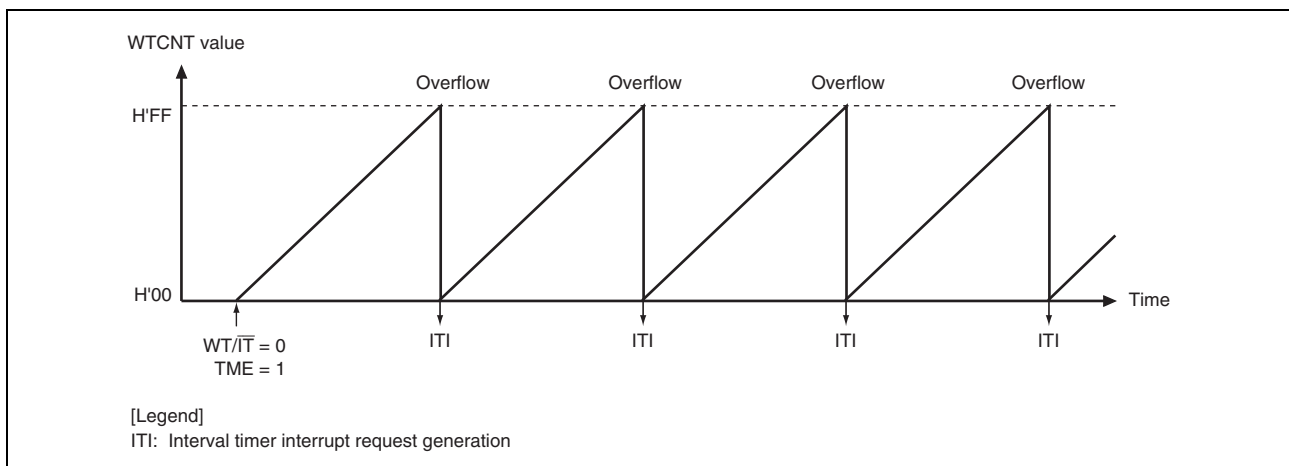 WTCNT value
Overflow Overflow Overflow Overflow
H'FF
H'00
Time
WT/I̅T̅ = 0
TME = 1
ITI ITI ITI ITI
[Legend]
ITI: Interval timer interrupt request generation